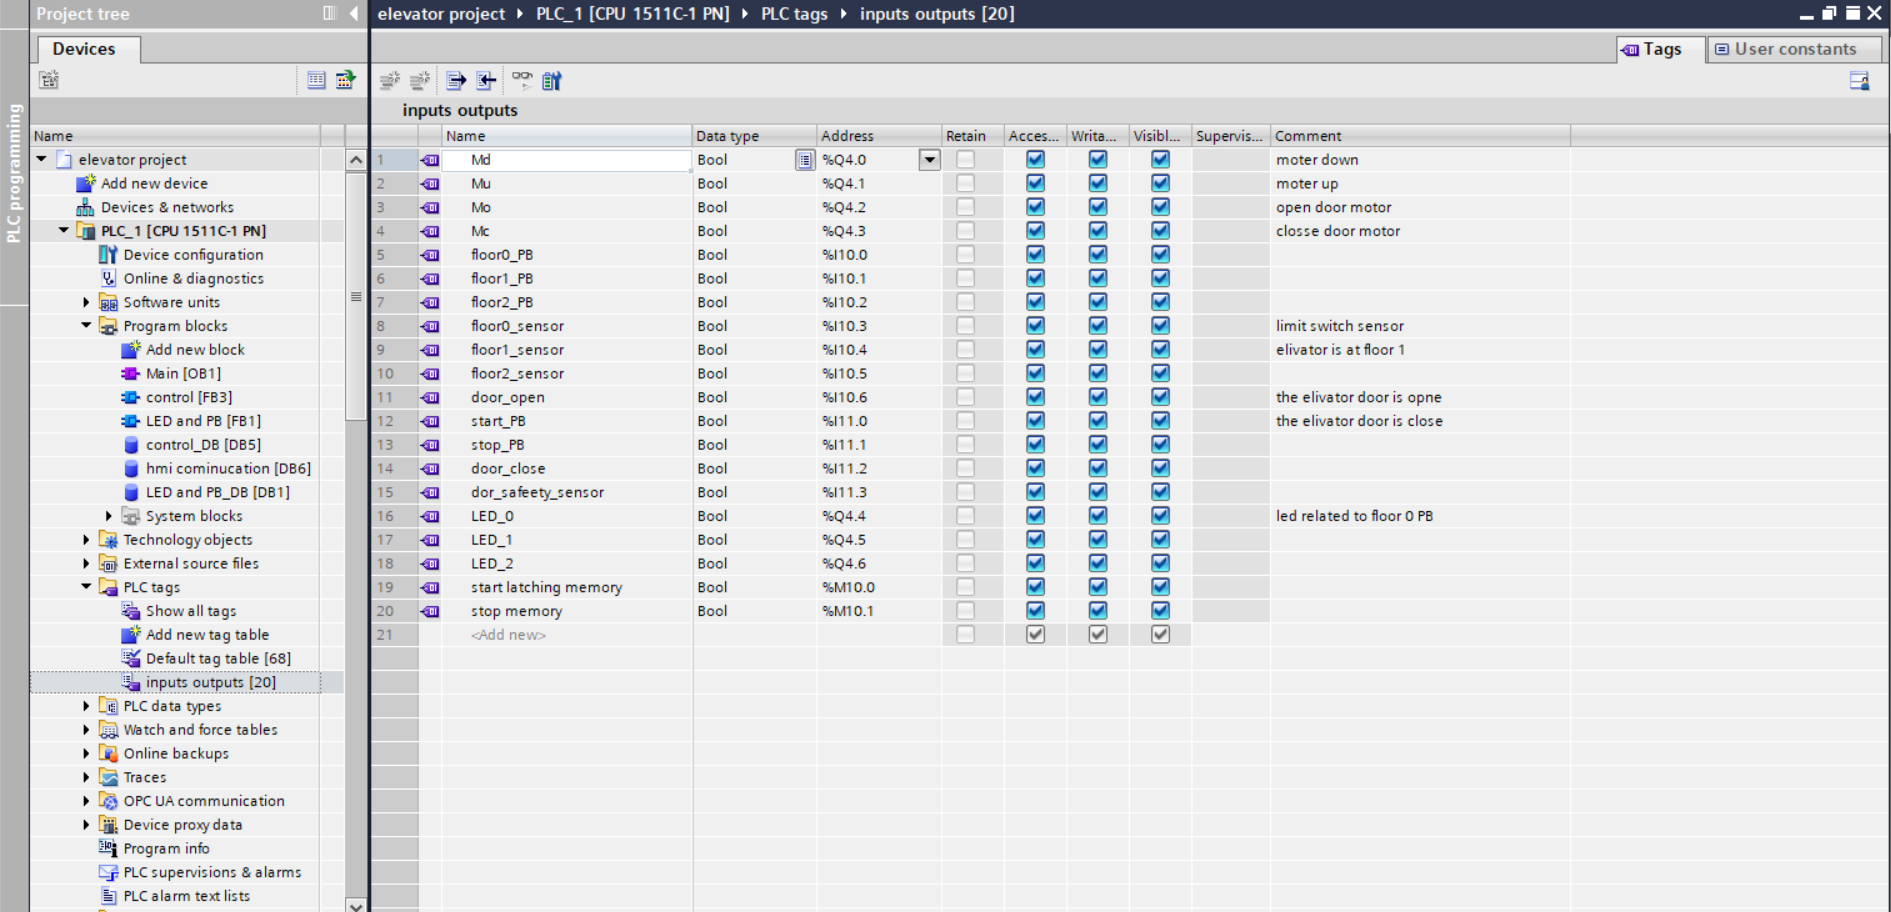 Project tree
elevator project ▸ PLC_1 [CPU 1511C-1 PN] ▸ PLC tags ▸ inputs outputs [20]
Devices
Tags
User constants
PLC programming
inputs outputs
Name
elevator project
Add new device
Devices & networks
PLC_1 [CPU 1511C-1 PN]
Device configuration
Online & diagnostics
Software units
Program blocks
Add new block
Main [OB1]
control [FB3]
LED and PB [FB1]
control_DB [DB5]
hmi cominucation [DB6]
LED and PB_DB [DB1]
System blocks
Technology objects
External source files
PLC tags
Show all tags
Add new tag table
Default tag table [68]
inputs outputs [20]
PLC data types
Watch and force tables
Online backups
Traces
OPC UA communication
Device proxy data
Program info
PLC supervisions & alarms
PLC alarm text lists
Name Data type Address Retain Acces... Writa... Visibl... Supervis... Comment
1 Md Bool %Q4.0 moter down
2 Mu Bool %Q4.1 moter up
3 Mo Bool %Q4.2 open door motor
4 Mc Bool %Q4.3 closse door motor
5 floor0_PB Bool %I10.0
6 floor1_PB Bool %I10.1
7 floor2_PB Bool %I10.2
8 floor0_sensor Bool %I10.3 limit switch sensor
9 floor1_sensor Bool %I10.4 elivator is at floor 1
10 floor2_sensor Bool %I10.5
11 door_open Bool %I10.6 the elivator door is opne
12 start_PB Bool %I11.0 the elivator door is close
13 stop_PB Bool %I11.1
14 door_close Bool %I11.2
15 dor_safeety_sensor Bool %I11.3
16 LED_0 Bool %Q4.4 led related to floor 0 PB
17 LED_1 Bool %Q4.5
18 LED_2 Bool %Q4.6
19 start latching memory Bool %M10.0
20 stop memory Bool %M10.1
21 <Add new>